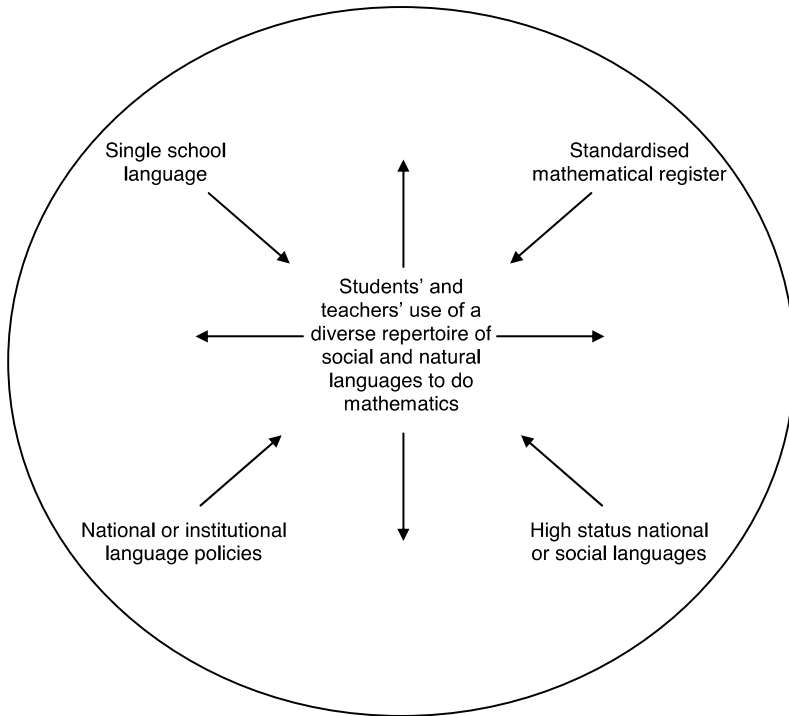 Single school
language
Standardised
mathematical register
Students’ and
teachers’ use of a
diverse repertoire of
social and natural
languages to do
mathematics
National or institutional
language policies
High status national
or social languages